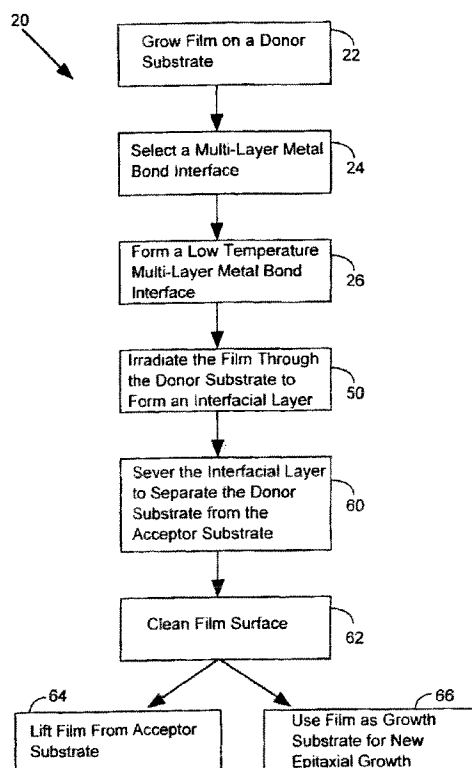 20
Grow Film on a Donor
Substrate
22
Select a Multi-Layer Metal
Bond Interface
24
Form a Low Temperature
Multi-Layer Metal Bond
Interface
26
Irradiate the Film Through
the Donor Substrate to
Form an Interfacial Layer
50
Sever the Interfacial Layer
to Separate the Donor
Substrate from the
Acceptor Substrate
60
Clean Film Surface
62
64
Lift Film From Acceptor
Substrate
66
Use Film as Growth
Substrate for New
Epitaxial Growth